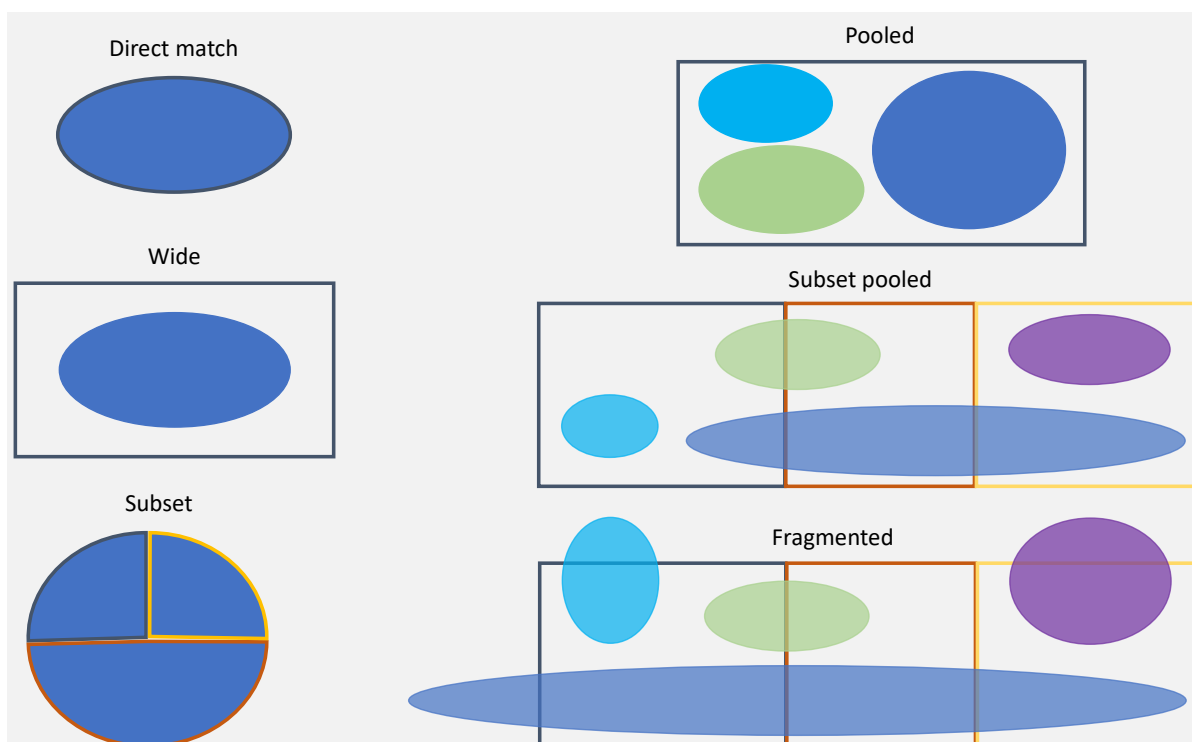 Direct match
Pooled
Wide
Subset pooled
Subset
Fragmented